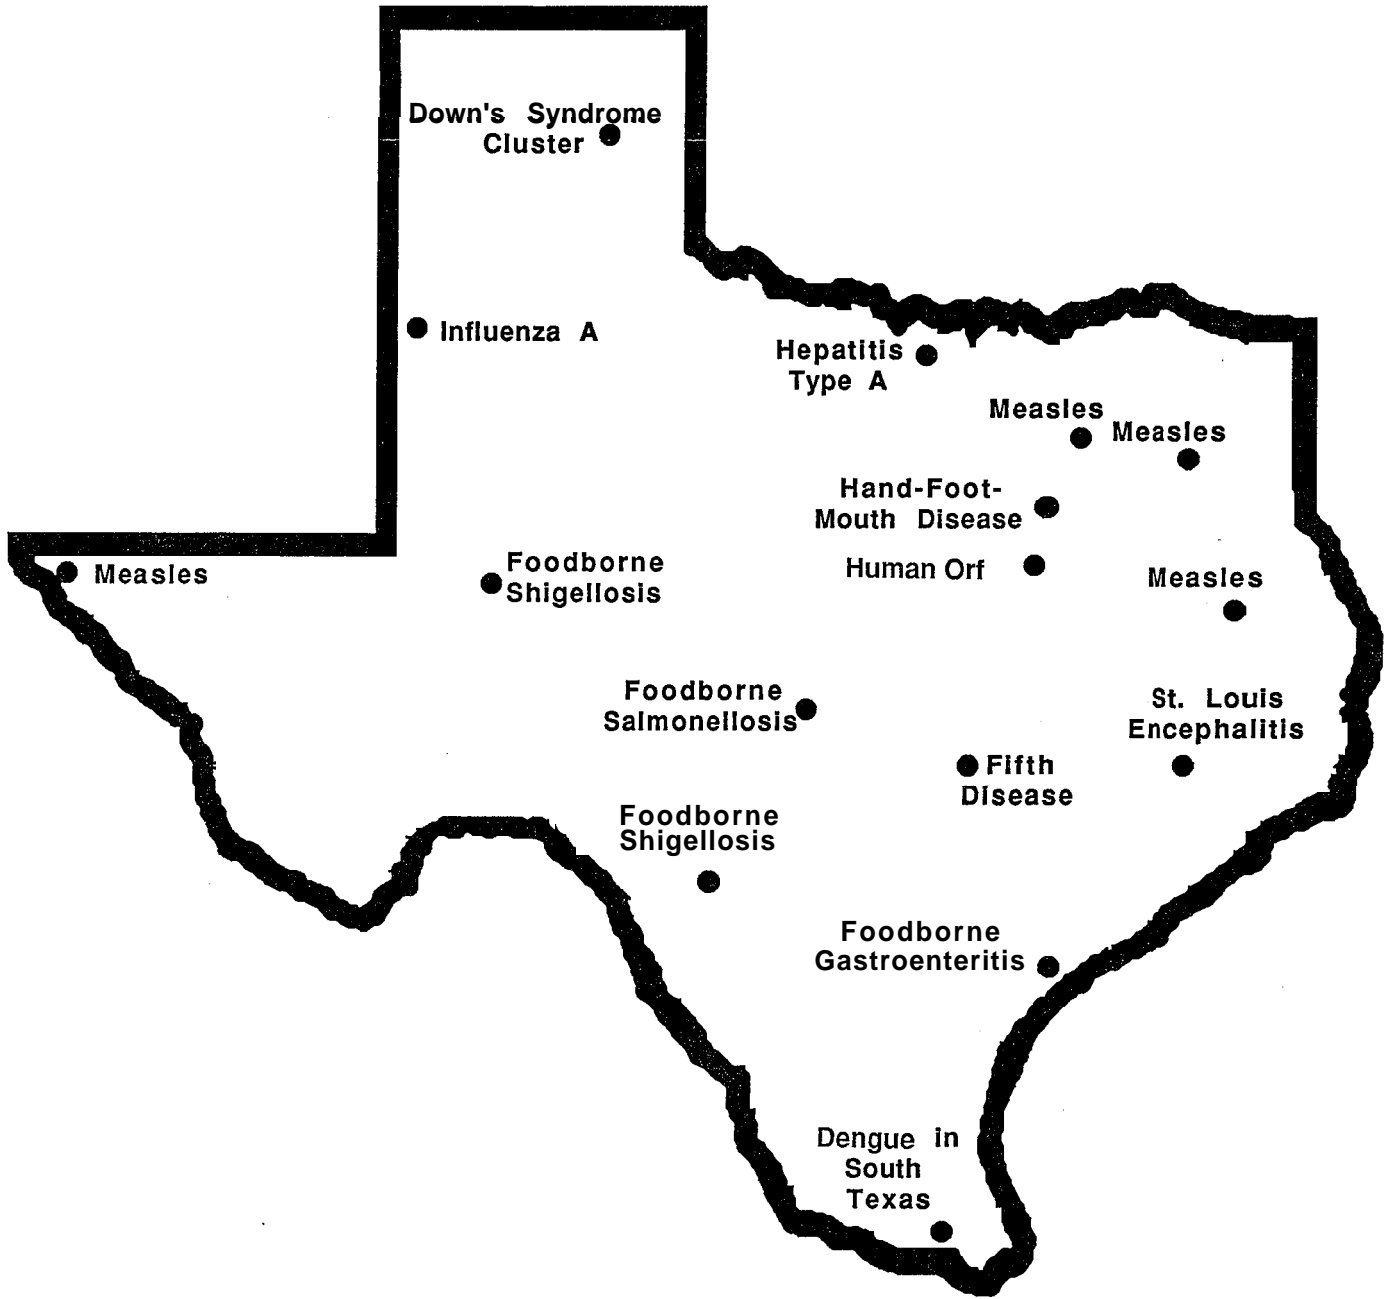 Down's Syndrome
Cluster
Influenza A
Hepatitis
Type A
Measles
Measles
Hand-Foot-
Mouth Disease
Human Orf
Measles
Foodborne
Shigellosis
Measles
Foodborne
Salmonellosis
St. Louis
Encephalitis
Fifth
Disease
Foodborne
Shigellosis
Foodborne
Gastroenteritis
Dengue in
South
Texas